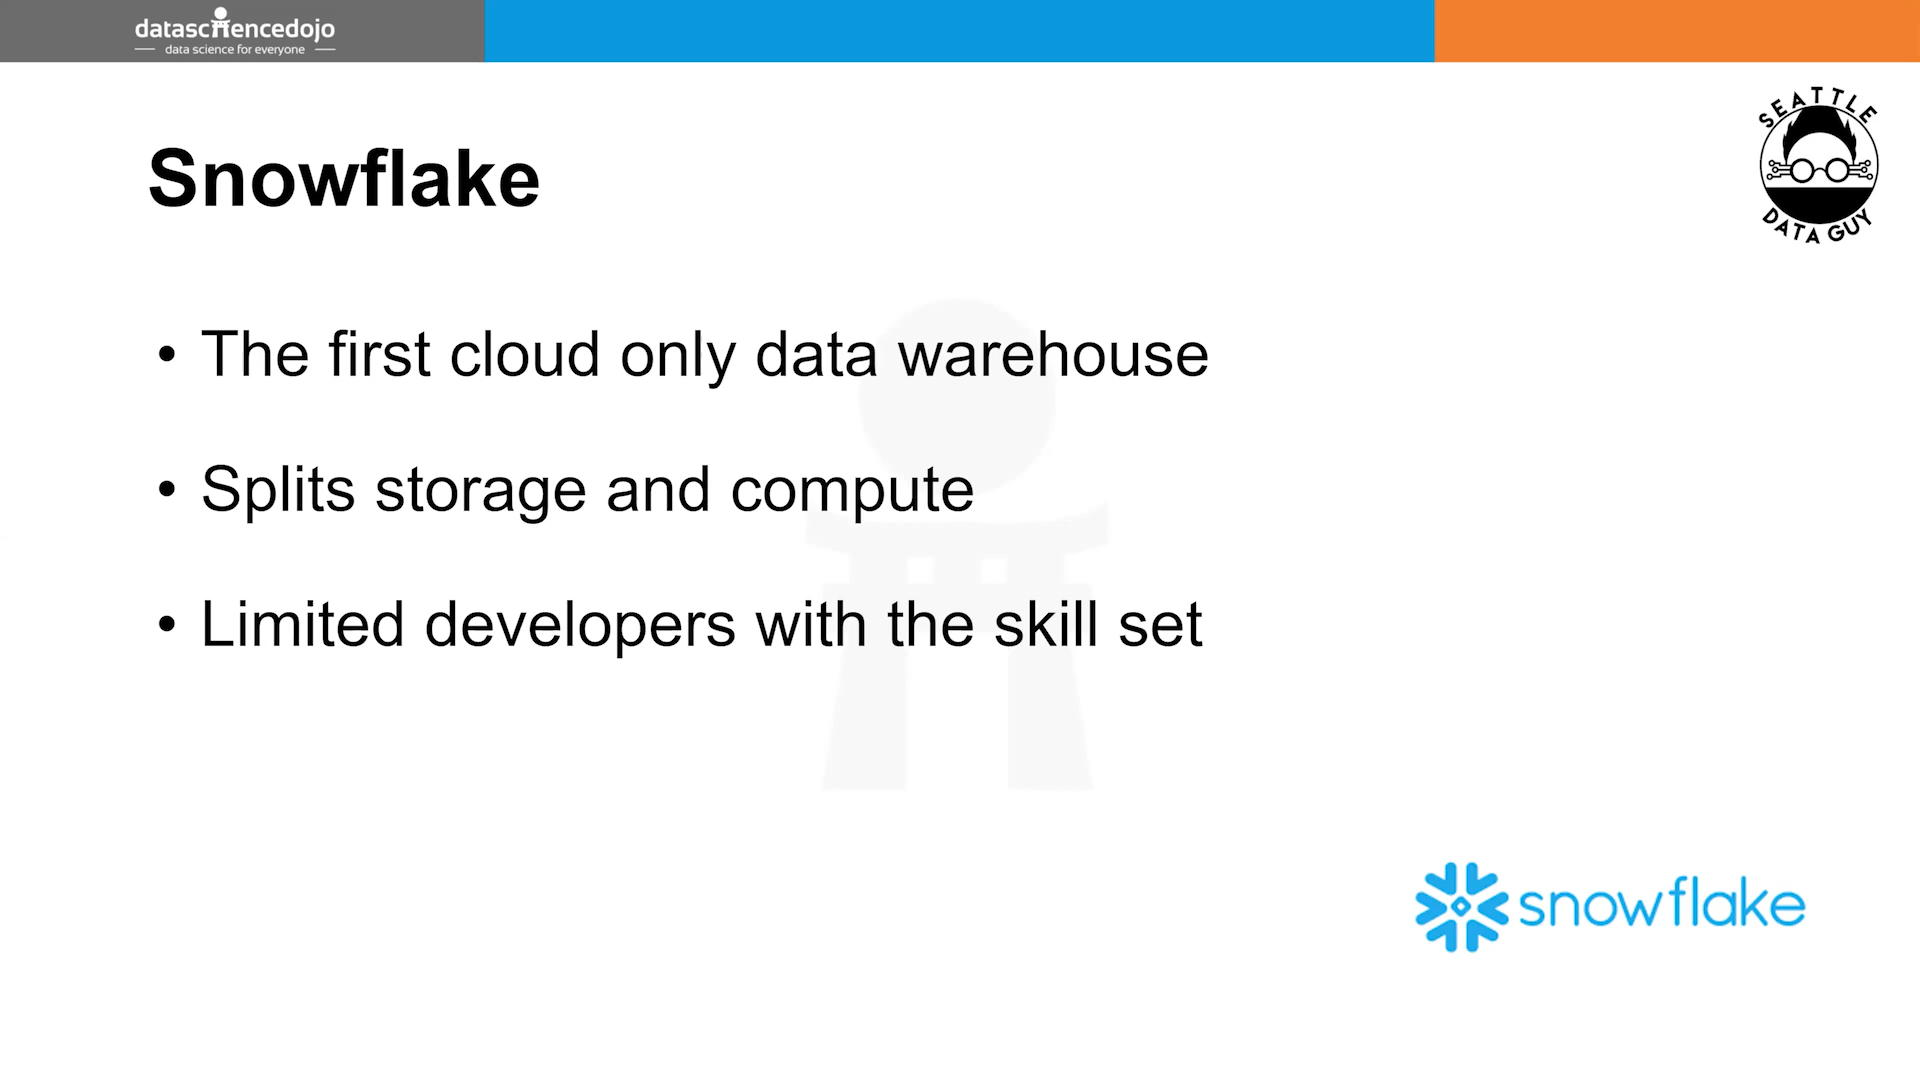 datasciencedojo
data science for everyone
SEATTLE
DATA GUY
Snowflake
• The first cloud only data warehouse
• Splits storage and compute
• Limited developers with the skill set
snowflake